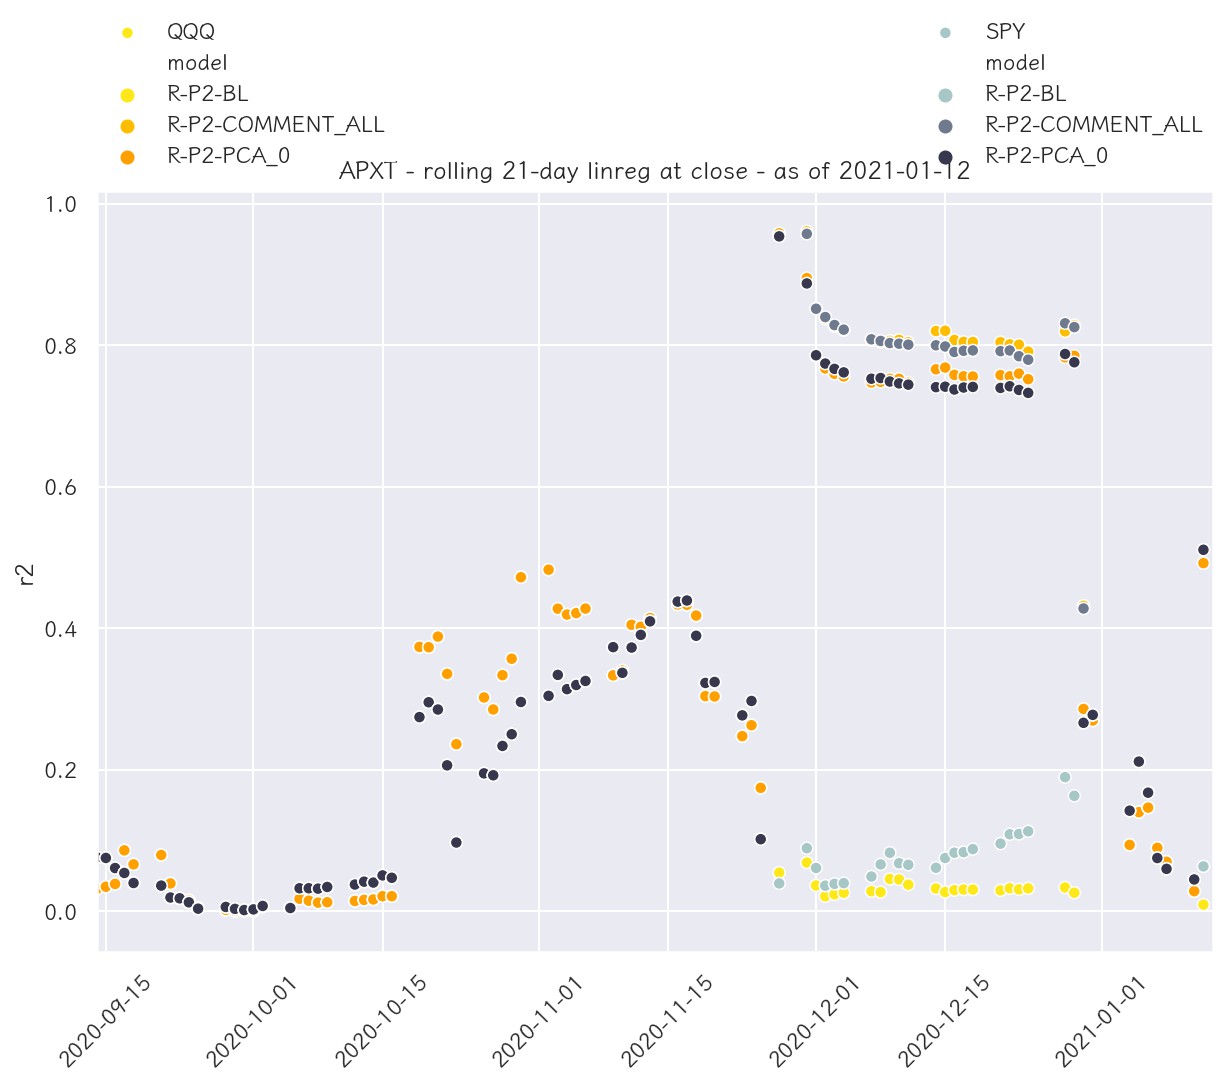 QQQ
model
R-P2-BL
R-P2-COMMENT_ALL
R-P2-PCA_0
SPY
model
R-P2-BL
R-P2-COMMENT_ALL
R-P2-PCA_0
APXT - rolling 21-day linreg at close - as of 2021-01-12
1.0
0.8
0.6
0.4
0.2
0.0
r2
2020-09-15
2020-10-01
2020-10-15
2020-11-01
2020-11-15
2020-12-01
2020-12-15
2021-01-01